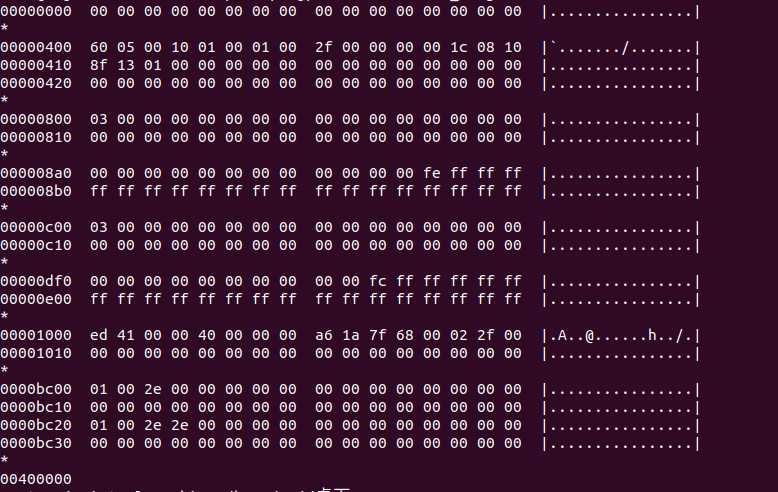 00000000  00 00 00 00 00 00 00 00  00 00 00 00 00 00 00 00  |................|
*
00000400  60 05 00 10 01 00 01 00  2f 00 00 00 00 1c 08 10  |`......./.......|
00000410  8f 13 01 00 00 00 00 00  00 00 00 00 00 00 00 00  |................|
00000420  00 00 00 00 00 00 00 00  00 00 00 00 00 00 00 00  |................|
*
00000800  03 00 00 00 00 00 00 00  00 00 00 00 00 00 00 00  |................|
00000810  00 00 00 00 00 00 00 00  00 00 00 00 00 00 00 00  |................|
*
000008a0  00 00 00 00 00 00 00 00  00 00 00 00 fe ff ff ff  |................|
000008b0  ff ff ff ff ff ff ff ff  ff ff ff ff ff ff ff ff  |................|
*
00000c00  03 00 00 00 00 00 00 00  00 00 00 00 00 00 00 00  |................|
00000c10  00 00 00 00 00 00 00 00  00 00 00 00 00 00 00 00  |................|
*
00000df0  00 00 00 00 00 00 00 00  00 00 fc ff ff ff ff ff  |................|
00000e00  ff ff ff ff ff ff ff ff  ff ff ff ff ff ff ff ff  |................|
*
00001000  ed 41 00 00 40 00 00 00  a6 1a 7f 68 00 02 2f 00  |.A..@......h../.|
00001010  00 00 00 00 00 00 00 00  00 00 00 00 00 00 00 00  |................|
*
0000bc00  01 00 2e 00 00 00 00 00  00 00 00 00 00 00 00 00  |................|
0000bc10  00 00 00 00 00 00 00 00  00 00 00 00 00 00 00 00  |................|
0000bc20  01 00 2e 2e 00 00 00 00  00 00 00 00 00 00 00 00  |................|
0000bc30  00 00 00 00 00 00 00 00  00 00 00 00 00 00 00 00  |................|
*
00400000